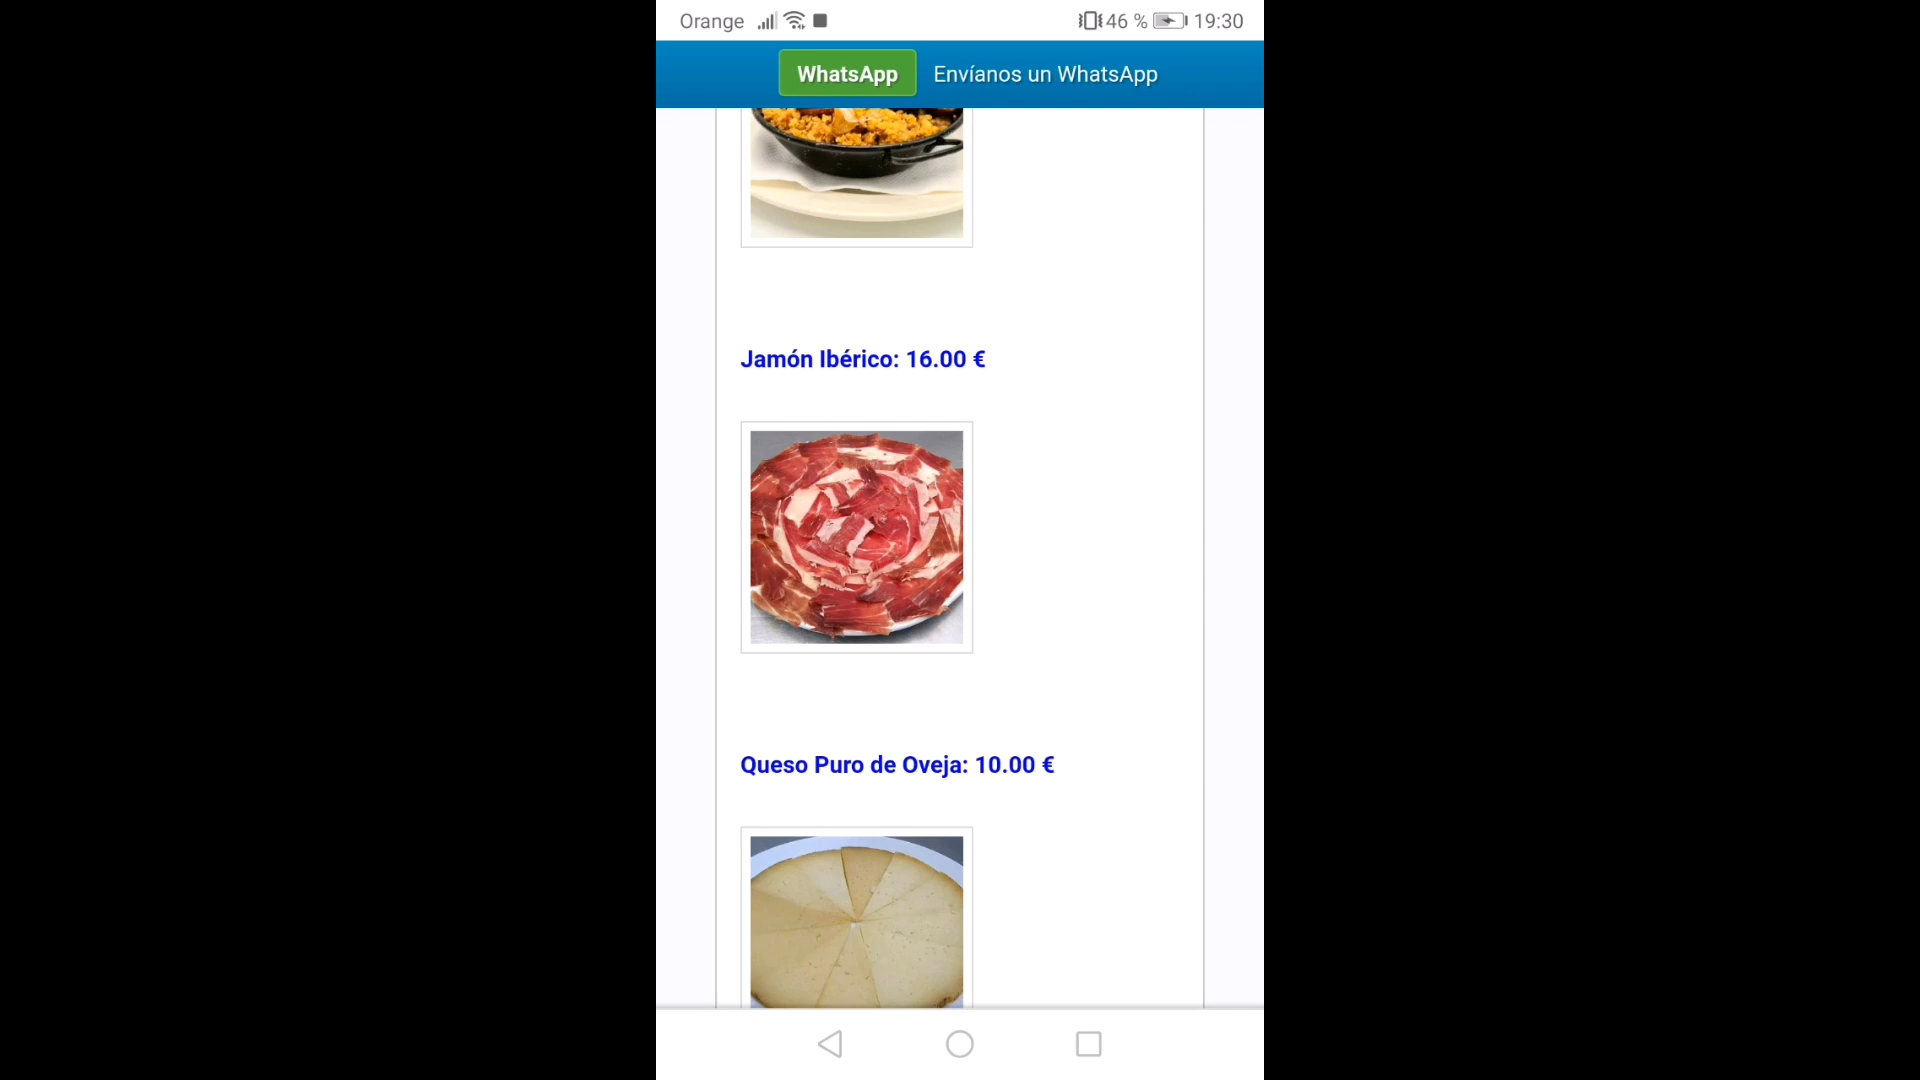 Orange 46 % 19:30
WhatsApp Envíanos un WhatsApp
Jamón Ibérico: 16.00 €
Queso Puro de Oveja: 10.00 €